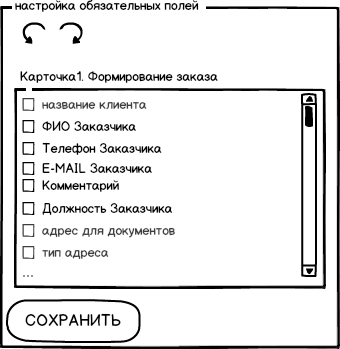 настройка обязательных полей
Карточка1. Формирование заказа
название клиента
ФИО Заказчика
Телефон Заказчика
E-MAIL Заказчика
Комментарий
Должность Заказчика
адрес для документов
тип адреса
...
СОХРАНИТЬ